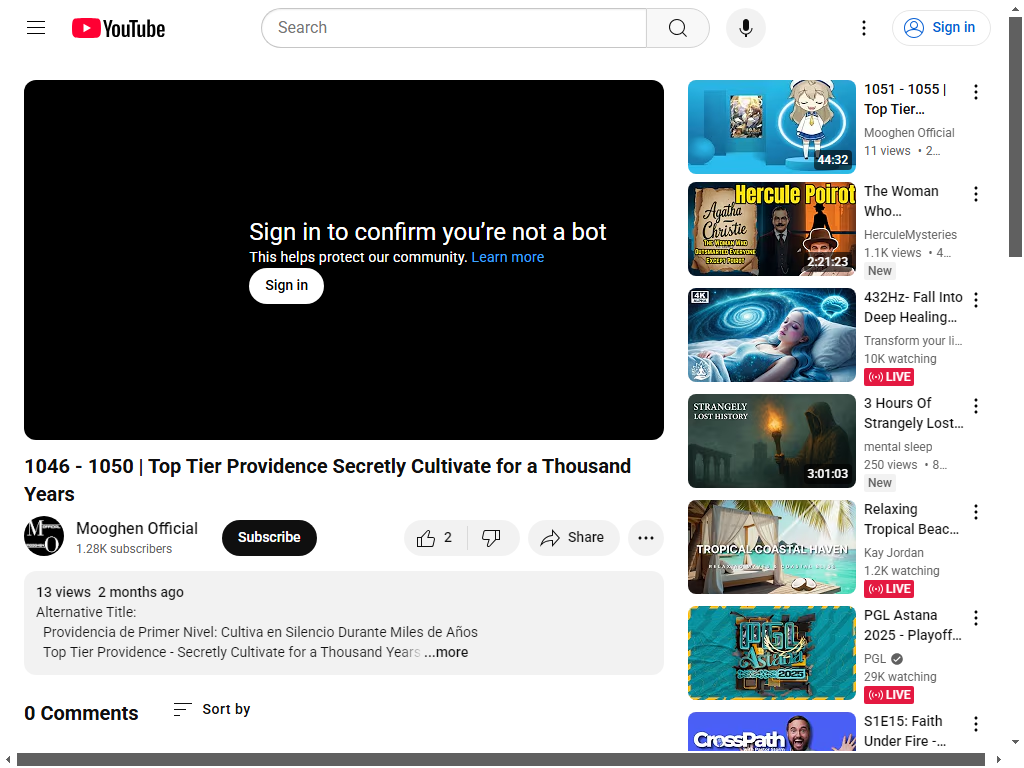 YouTube
Search
Sign in
Sign in to confirm you're not a bot
This helps protect our community. Learn more
Sign in
1046 - 1050 | Top Tier Providence Secretly Cultivate for a Thousand
Years
Mooghen Official
1.28K subscribers
Subscribe
2
Share
13 views 2 months ago
Alternative Title:
Providencia de Primer Nivel: Cultiva en Silencio Durante Miles de Años
Top Tier Providence - Secretly Cultivate for a Thousand Years ...more
0 Comments
Sort by
44:32
1051 - 1055 |
Top Tier...
Mooghen Official
11 views • 2...
Hercule Poirot
Agatha
Christie
The Woman Who
Outsmarted Everyone
Except Poirot
2:21:23
The Woman
Who...
HerculeMysteries
1.1K views • 4...
New
4K
432Hz- Fall Into
Deep Healing...
Transform your li...
10K watching
LIVE
STRANGELY
LOST HISTORY
3:01:03
3 Hours Of
Strangely Lost...
mental sleep
250 views • 8...
New
TROPICAL COASTAL HAVEN
Relaxing
Tropical Beac...
Kay Jordan
1.2K watching
LIVE
PGL
Astana
2025
PGL Astana
2025 - Playoff...
PGL
29K watching
LIVE
CrossPath
S1E15: Faith
Under Fire -...